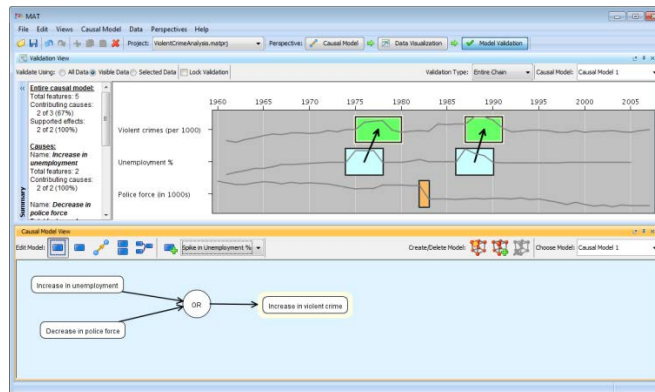 MAT
File Edit Views Causal Model Data Perspectives Help
Project: ViolentCrimeAnalysis.matprj Perspective: Causal Model Data Visualization Model Validation
Validation View
Validate Using: All Data Visible Data Selected Data Lock Validation Validation Type: Entire Chain Causal Model: Causal Model 1
Entire causal model:
Total features: 5
Contributing causes:
2 of 3 (67%)
Supported effects:
2 of 2 (100%)
Causes:
Name: Increase in
unemployment
Total features: 2
Contributing causes:
2 of 2 (100%)
Name: Decrease in
police force
Summary
1960 1965 1970 1975 1980 1985 1990 1995 2000 2005
Violent crimes (per 1000)
Unemployment %
Police force (in 1000s)
Causal Model View
Edit Model: Spike in Unemployment % Create/Delete Model: Choose Model: Causal Model 1
Increase in unemployment
OR
Increase in violent crime
Decrease in police force